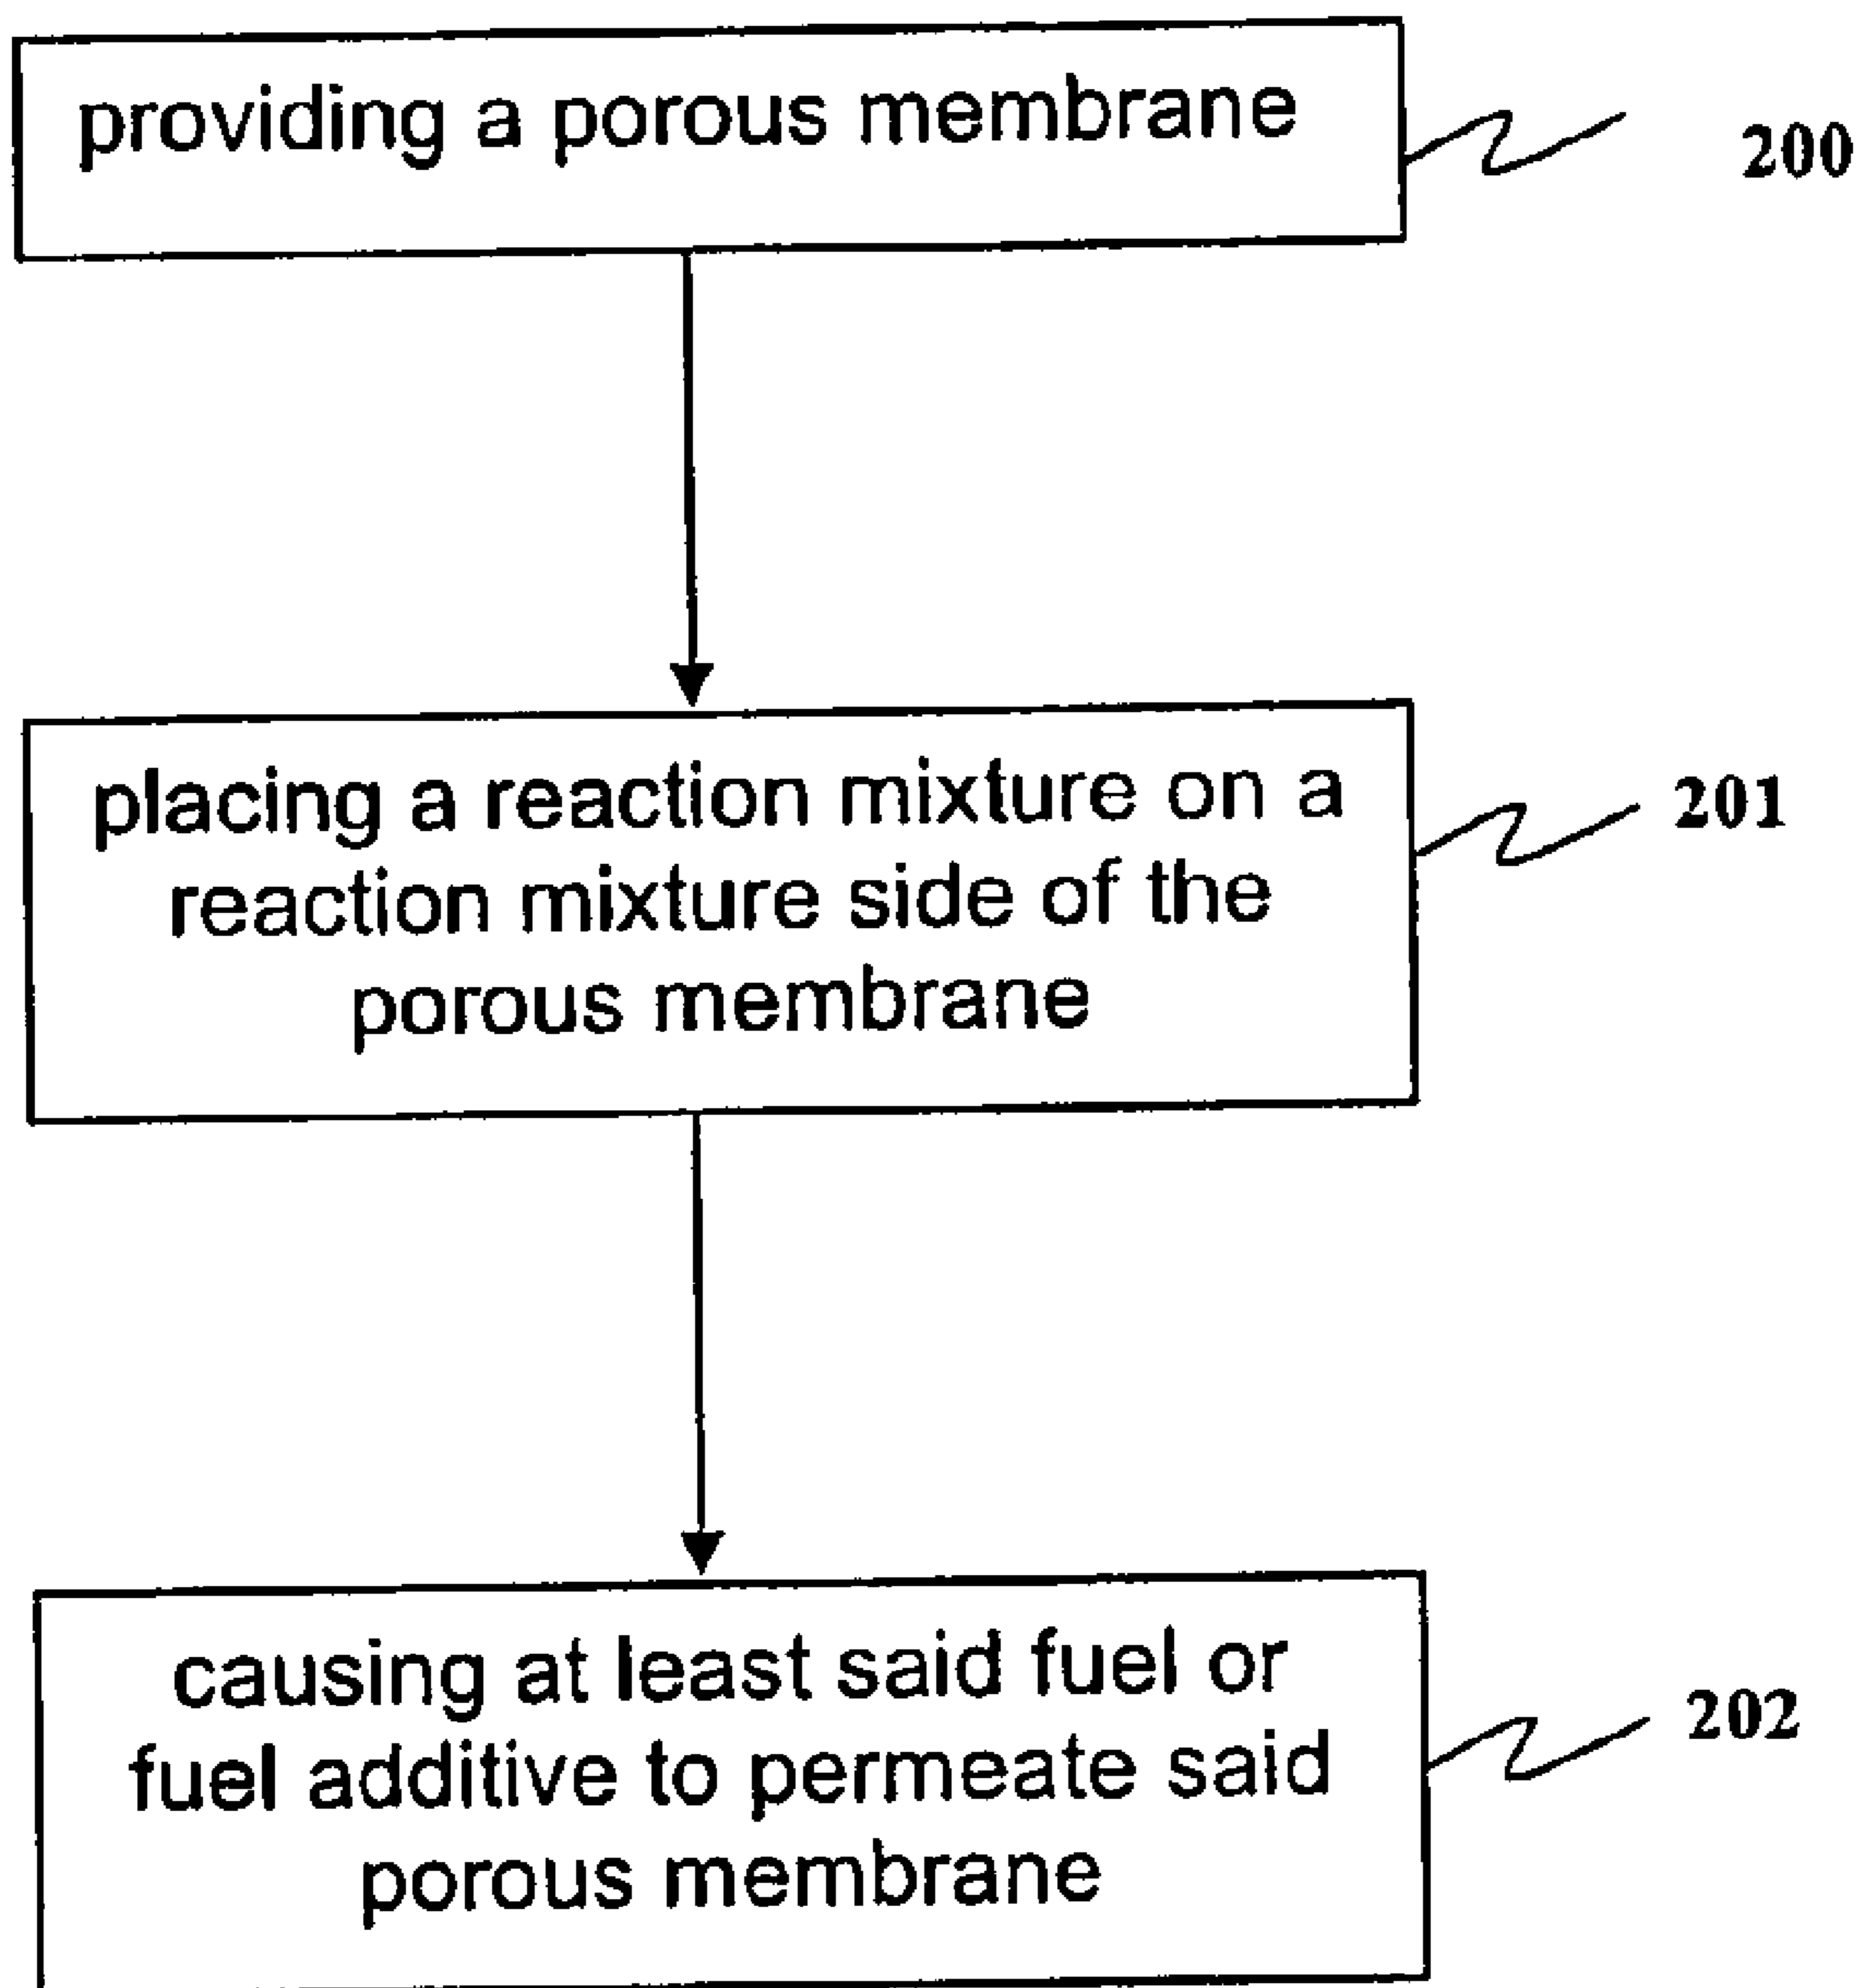 providing a porous membrane
200
placing a reaction mixture on a
reaction mixture side of the
porous membrane
201
causing at least said fuel or
fuel additive to permeate said
porous membrane
202